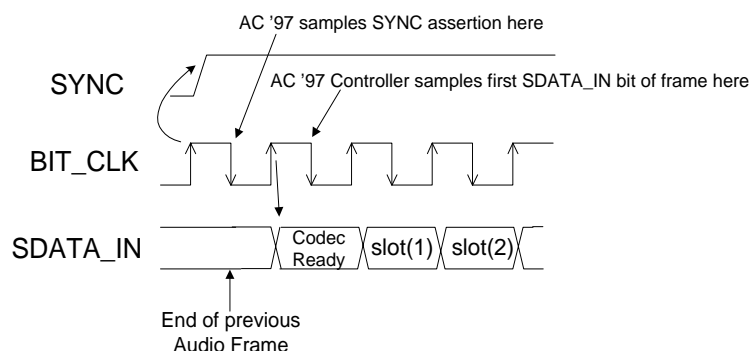 AC '97 samples SYNC assertion here
SYNC
AC '97 Controller samples first SDATA_IN bit of frame here
BIT_CLK
SDATA_IN
Codec
Ready
slot(1)
slot(2)
End of previous
Audio Frame